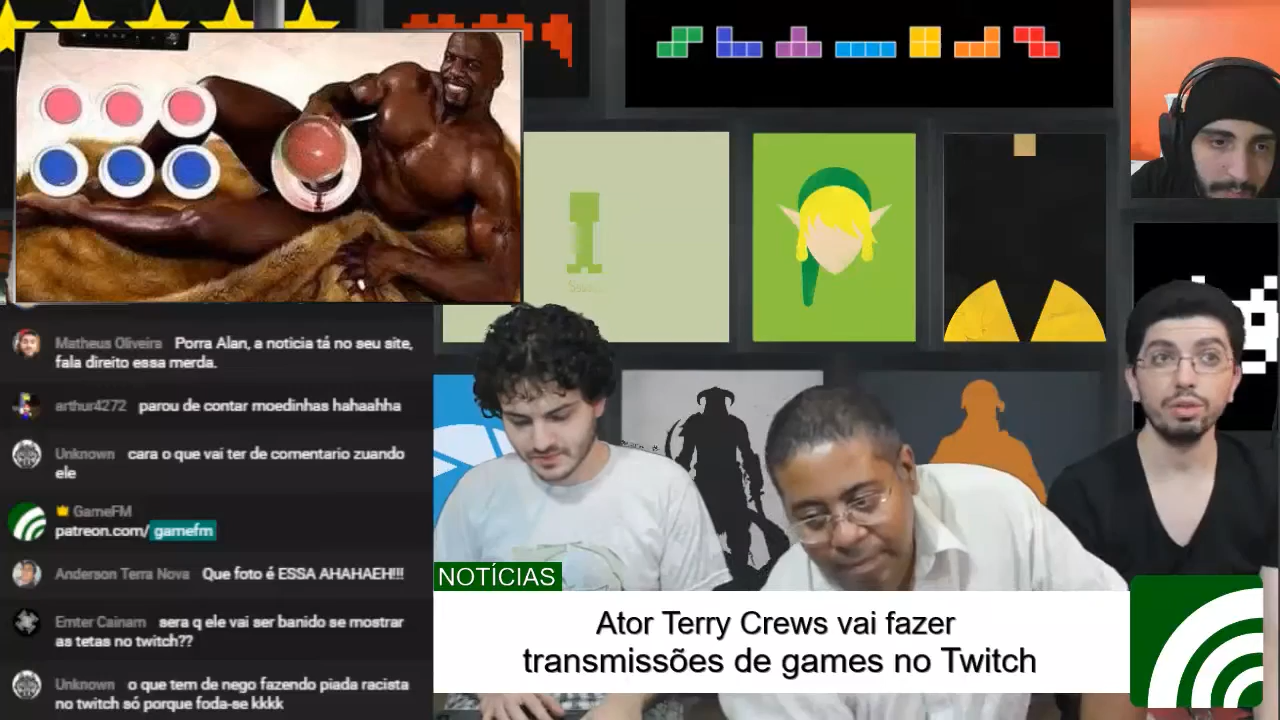 Matheus Oliveira Porra Alan, a noticia tá no seu site,
fala direito essa merda.
arthur4272 parou de contar moedinhas hahaahha
Unknown cara o que vai ter de comentario zuando
ele
GameFM
patreon.com/ gamefm
Anderson Terra Nova Que foto é ESSA AHAHAEH!!!
Emter Cainam sera q ele vai ser banido se mostrar
as tetas no twitch??
Unknown o que tem de nego fazendo piada racista
no twitch só porque foda-se kkkk
NOTÍCIAS
Ator Terry Crews vai fazer
transmissões de games no Twitch